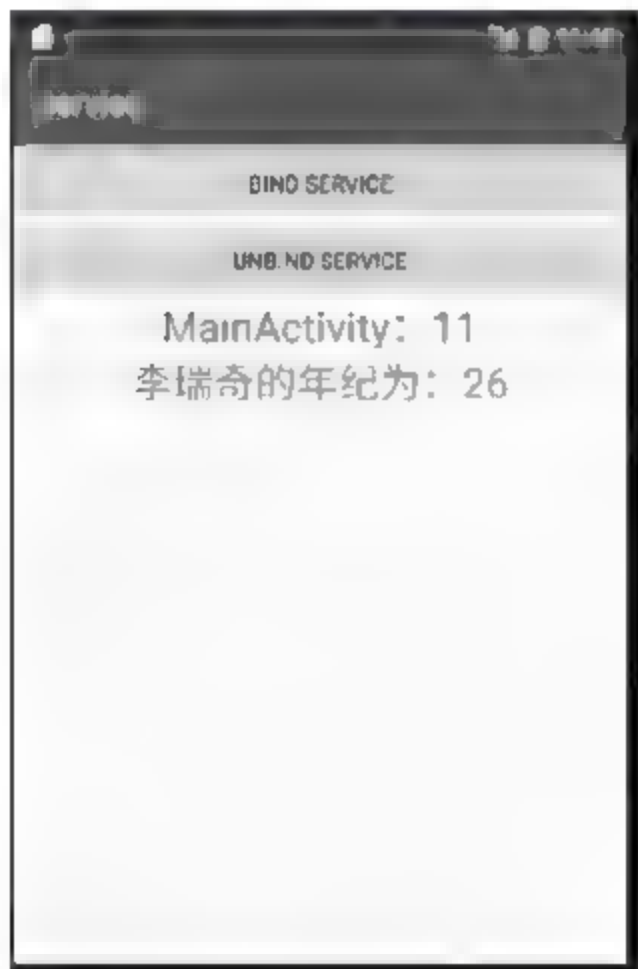 BIND SERVICE
UNBIND SERVICE
MainActivity: 11
李瑞奇的年纪为：26